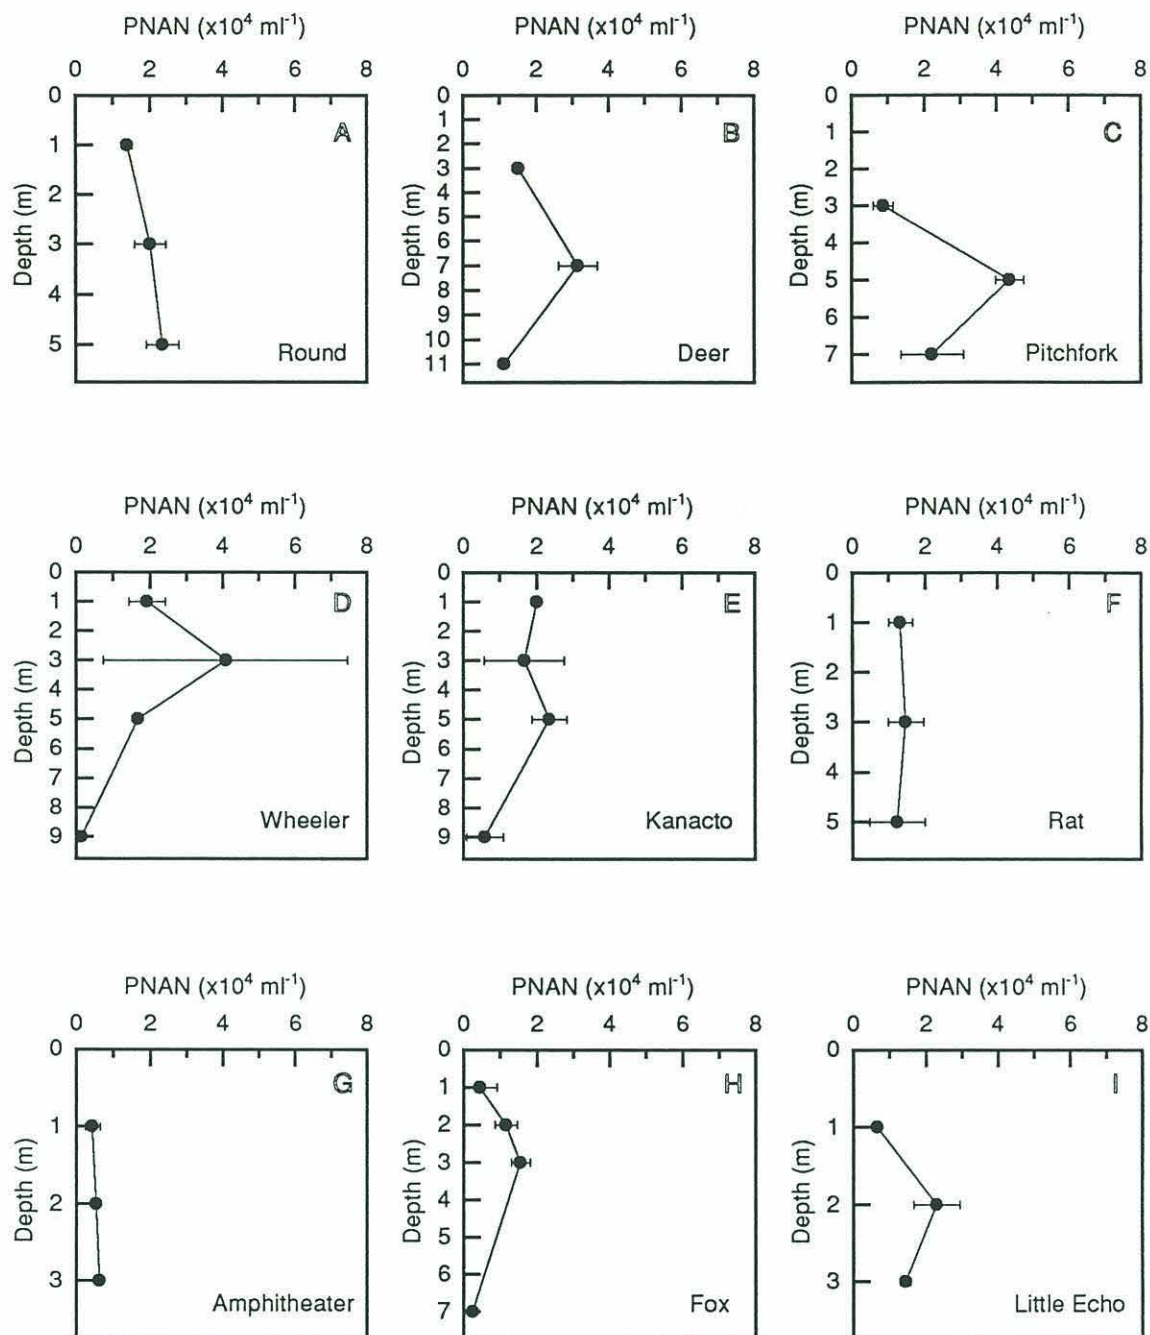 PNAN (x10⁴ ml⁻¹)
0 2 4 6 8
0
1
2
3
4
5
Depth (m)
A
Round
PNAN (x10⁴ ml⁻¹)
0 2 4 6 8
0
1
2
3
4
5
6
7
8
9
10
11
Depth (m)
B
Deer
PNAN (x10⁴ ml⁻¹)
0 2 4 6 8
0
1
2
3
4
5
6
7
Depth (m)
C
Pitchfork
PNAN (x10⁴ ml⁻¹)
0 2 4 6 8
0
1
2
3
4
5
6
7
8
9
Depth (m)
D
Wheeler
PNAN (x10⁴ ml⁻¹)
0 2 4 6 8
0
1
2
3
4
5
6
7
8
9
Depth (m)
E
Kanacto
PNAN (x10⁴ ml⁻¹)
0 2 4 6 8
0
1
2
3
4
5
Depth (m)
F
Rat
PNAN (x10⁴ ml⁻¹)
0 2 4 6 8
0
1
2
3
Depth (m)
G
Amphitheater
PNAN (x10⁴ ml⁻¹)
0 2 4 6 8
0
1
2
3
4
5
6
7
Depth (m)
H
Fox
PNAN (x10⁴ ml⁻¹)
0 2 4 6 8
0
1
2
3
Depth (m)
I
Little Echo